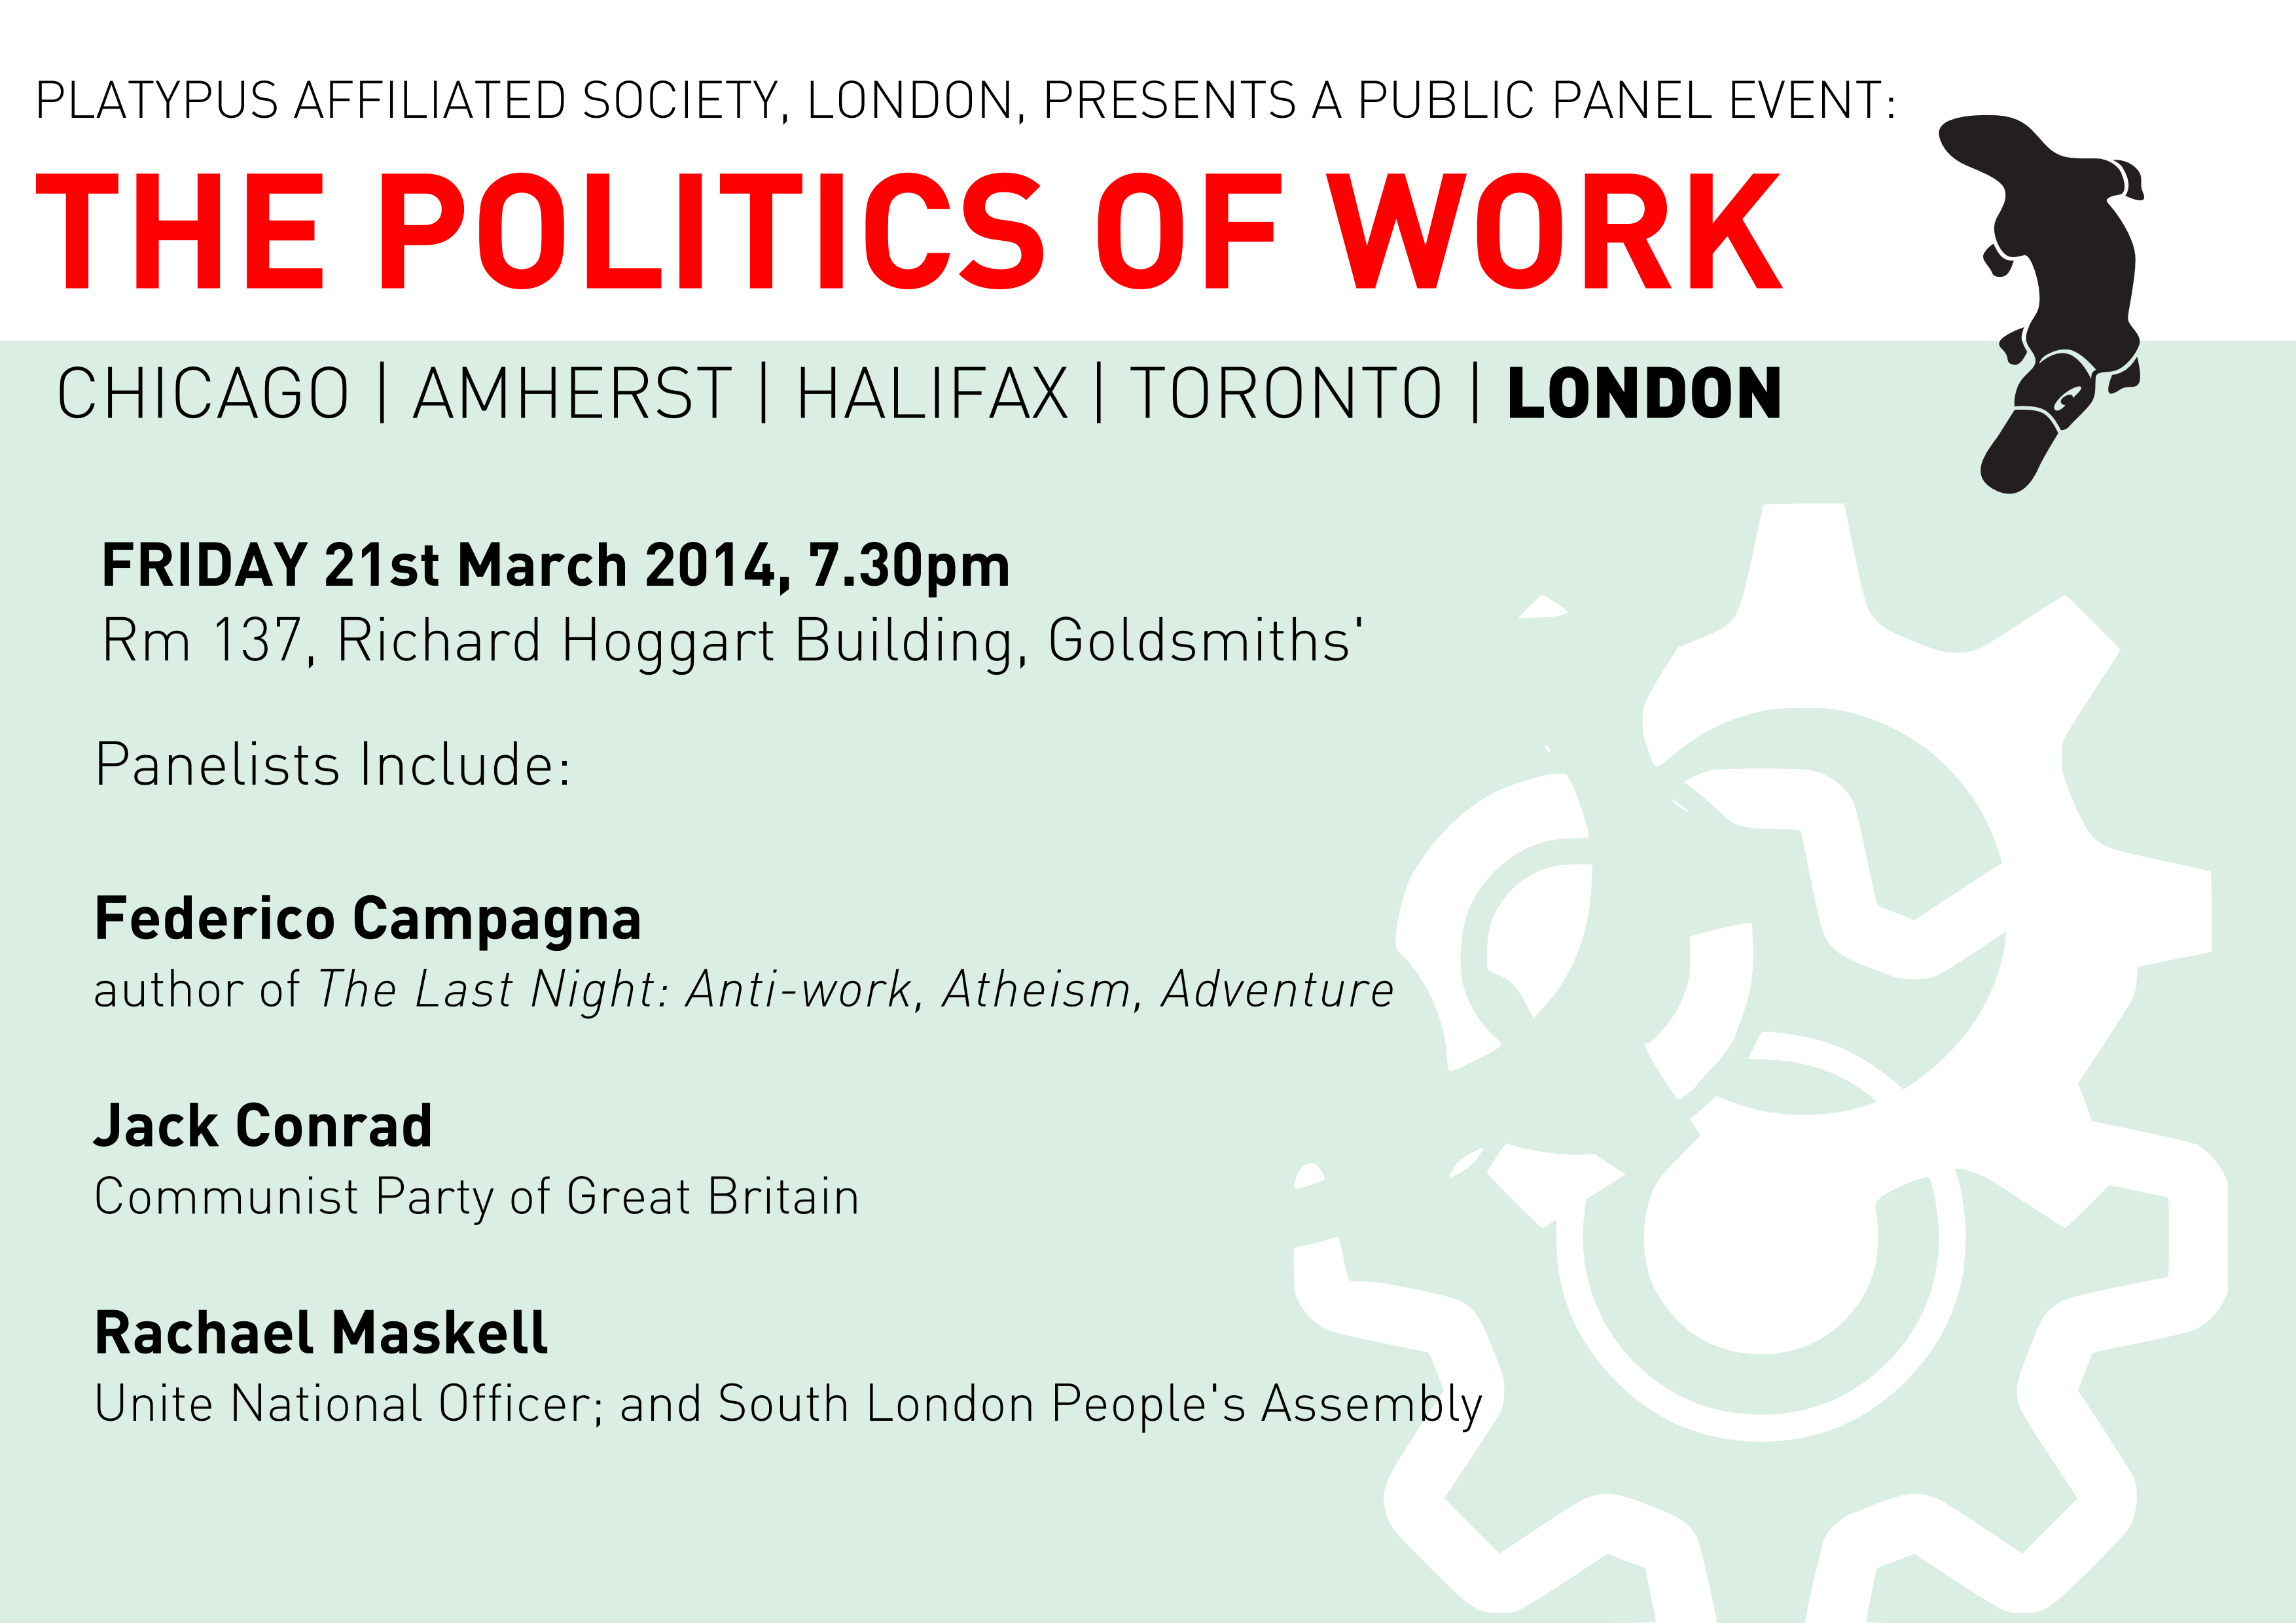 PLATYPUS AFFILIATED SOCIETY, LONDON, PRESENTS A PUBLIC PANEL EVENT:
THE POLITICS OF WORK
CHICAGO | AMHERST | HALIFAX | TORONTO | LONDON
FRIDAY 21st March 2014, 7.30pm
Rm 137, Richard Hoggart Building, Goldsmiths'
Panelists Include:
Federico Campagna
author of The Last Night: Anti-work, Atheism, Adventure
Jack Conrad
Communist Party of Great Britain
Rachael Maskell
Unite National Officer; and South London People's Assembly